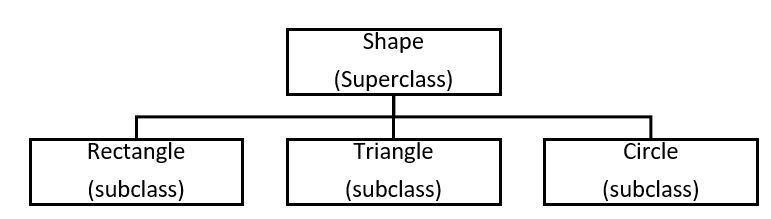 Shape
(Superclass)
Rectangle
(subclass)
Triangle
(subclass)
Circle
(subclass)